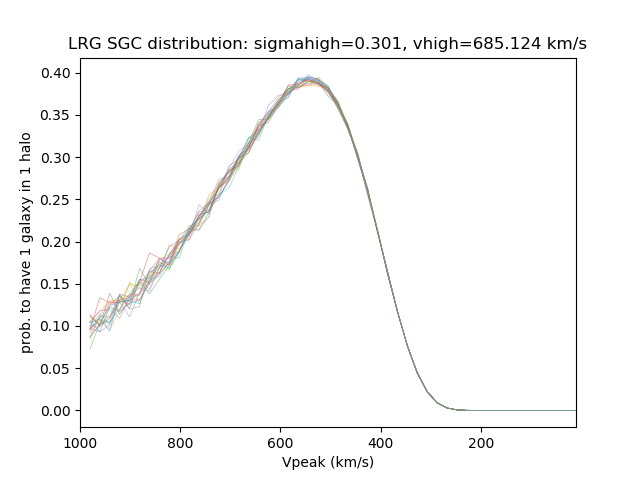 LRG SGC distribution: sigmahigh=0.301, vhigh=685.124 km/s
0.40
0.35
0.30
0.25
0.20
0.15
0.10
0.05
0.00
prob. to have 1 galaxy in 1 halo
1000 800 600 400 200
Vpeak (km/s)